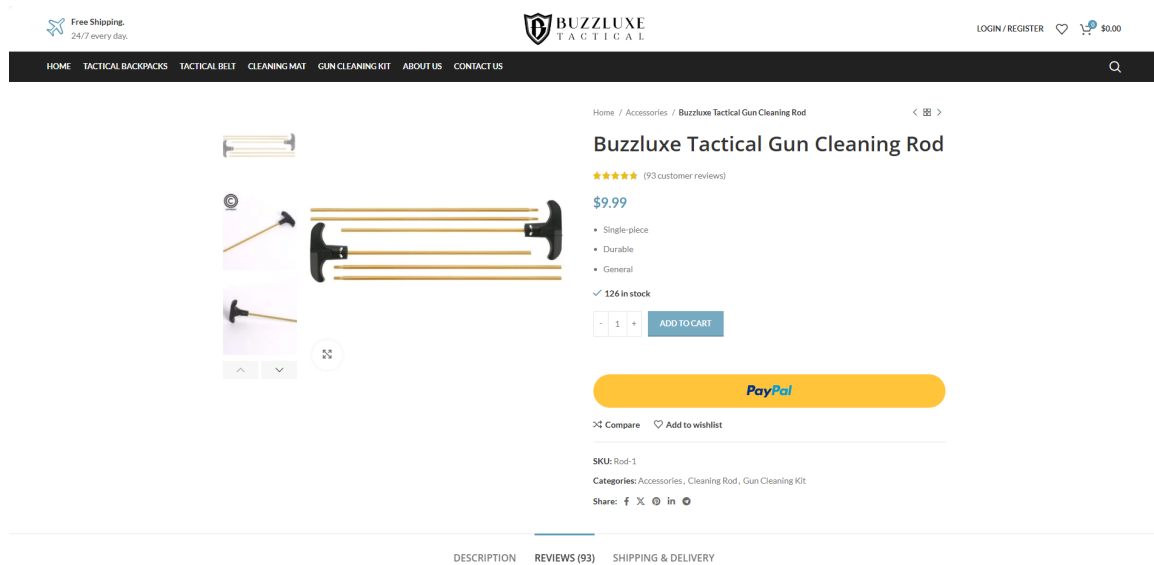 Free Shipping.
24/7 every day.
BUZZLUXE
TACTICAL
LOGIN / REGISTER
0
$0.00
HOME TACTICAL BACKPACKS TACTICAL BELT CLEANING MAT GUN CLEANING KIT ABOUT US CONTACT US
Home / Accessories / Buzzluxe Tactical Gun Cleaning Rod
Buzzluxe Tactical Gun Cleaning Rod
(93 customer reviews)
$9.99
• Single-piece
• Durable
• General
126 in stock
- 1 + ADD TO CART
PayPal
Compare Add to wishlist
SKU: Rod-1
Categories: Accessories, Cleaning Rod, Gun Cleaning Kit
Share:
DESCRIPTION REVIEWS (93) SHIPPING & DELIVERY